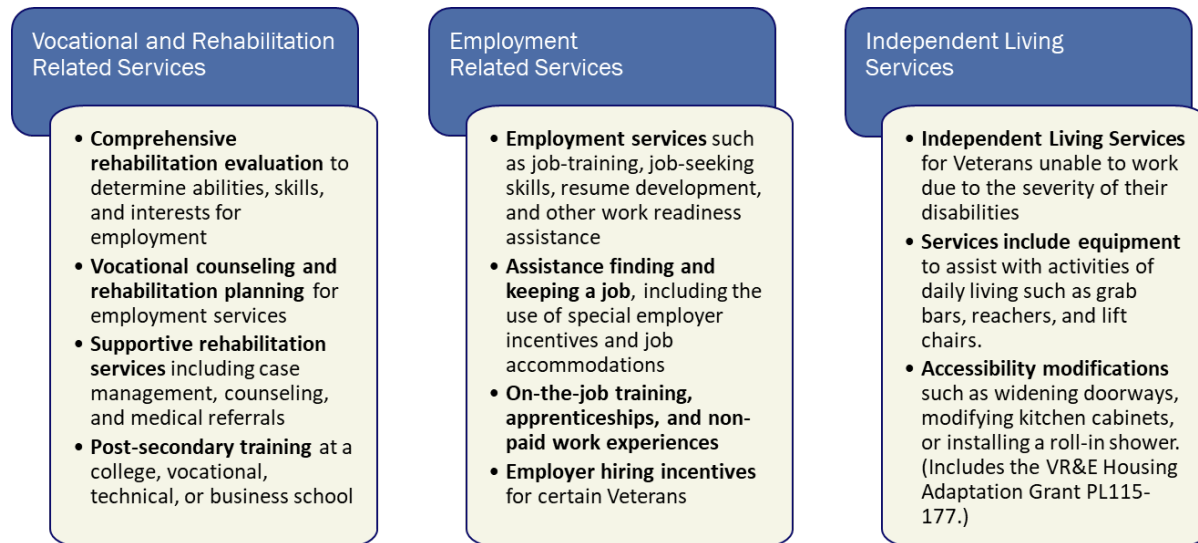 Vocational and Rehabilitation
Related Services
• Comprehensive
rehabilitation evaluation to
determine abilities, skills,
and interests for
employment
• Vocational counseling and
rehabilitation planning for
employment services
• Supportive rehabilitation
services including case
management, counseling,
and medical referrals
• Post-secondary training at a
college, vocational,
technical, or business school
Employment
Related Services
• Employment services such
as job-training, job-seeking
skills, resume development,
and other work readiness
assistance
• Assistance finding and
keeping a job, including the
use of special employer
incentives and job
accommodations
• On-the-job training,
apprenticeships, and non-
paid work experiences
• Employer hiring incentives
for certain Veterans
Independent Living
Services
• Independent Living Services
for Veterans unable to work
due to the severity of their
disabilities
• Services include equipment
to assist with activities of
daily living such as grab
bars, reachers, and lift
chairs.
• Accessibility modifications
such as widening doorways,
modifying kitchen cabinets,
or installing a roll-in shower.
(Includes the VR&E Housing
Adaptation Grant PL115-
177.)